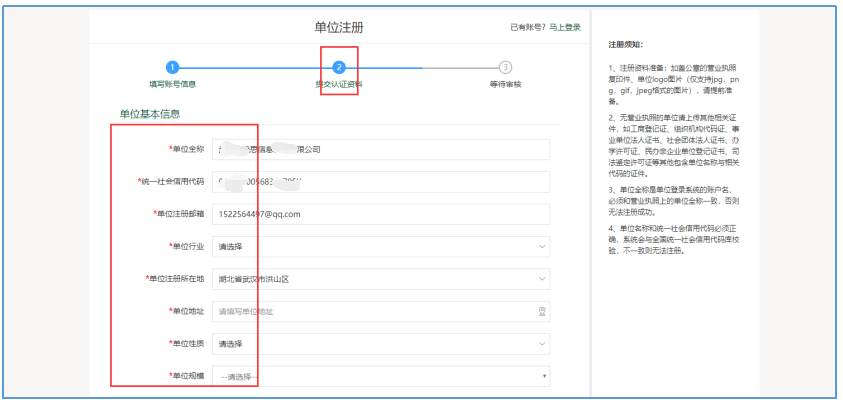 单位注册
已有账号？马上登录
1
2
3
填写账号信息
提交认证资料
等待审核
单位基本信息
*单位全称
思信息
限公司
*统一社会信用代码
00568
*单位注册邮箱
1522564497@qq.com
*单位行业
请选择
*单位注册所在地
湖北省武汉市洪山区
*单位地址
请填写单位地址
*单位性质
请选择
*单位规模
--请选择--
注册须知：
1、注册资料准备：加盖公章的营业执照
复印件、单位logo图片（仅支持jpg、pn
g、gif、jpeg格式的图片），请提前准
备。
2、无营业执照的单位请上传其他相关证
件，如工商登记证、组织机构代码证、事
业单位法人证书、社会团体法人证书、办
学许可证、民办非企业单位登记证书、司
法鉴定许可证等其他包含单位名称与相关
代码的证件。
3、单位全称是单位登录系统的账户名，
必须和营业执照上的单位全称一致，否则
无法注册成功。
4、单位名称和统一社会信用代码必须正
确，系统会与全国统一社会信用代码库校
验，不一致则无法注册。